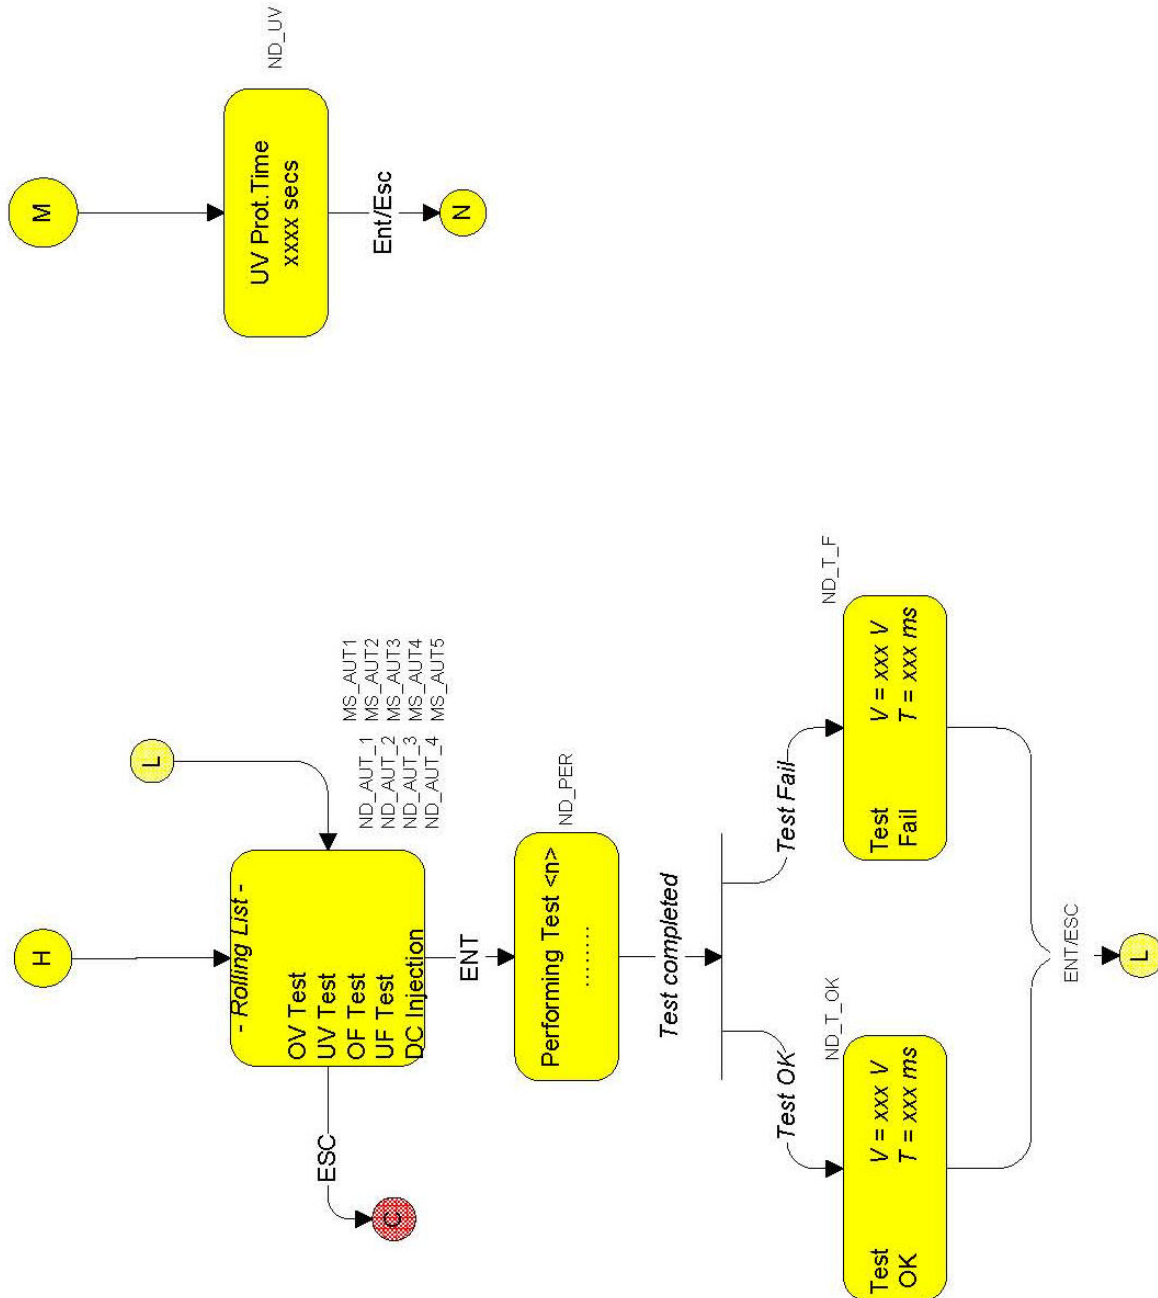 H
L
- Rolling List -
OV Test
UV Test
OF Test
UF Test
DC Injection
ND_AUT_1 MS_AUT1
ND_AUT_2 MS_AUT2
ND_AUT_3 MS_AUT3
ND_AUT_4 MS_AUT4
MS_AUT5
ESC
C
ENT
Performing Test <n>
........
ND_PER
Test completed
Test OK
Test Fail
ND_T_OK
Test V = xxx V
OK T = xxx ms
ND_T_F
Test V = xxx V
Fail T = xxx ms
ENT/ESC
L
M
UV Prot.Time
xxxx secs
ND_UV
Ent/Esc
N